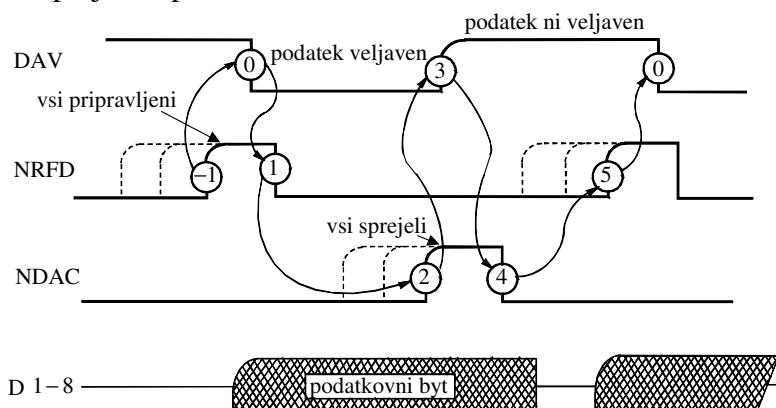 podatek ni veljaven
DAV
0
podatek veljaven
3
0
vsi pripravljeni
NRFD
−1
1
5
vsi sprejeli
NDAC
2
4
D 1−8
podatkovni byt